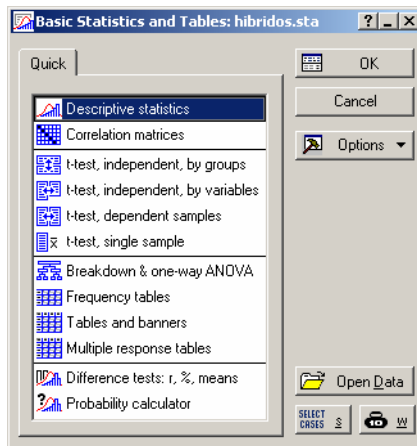 Basic Statistics and Tables: hibridos.sta
Quick
Descriptive statistics
Correlation matrices
t-test, independent, by groups
t-test, independent, by variables
t-test, dependent samples
t-test, single sample
Breakdown & one-way ANOVA
Frequency tables
Tables and banners
Multiple response tables
Difference tests: r, %, means
Probability calculator
OK
Cancel
Options
Open Data
SELECT CASES S
W